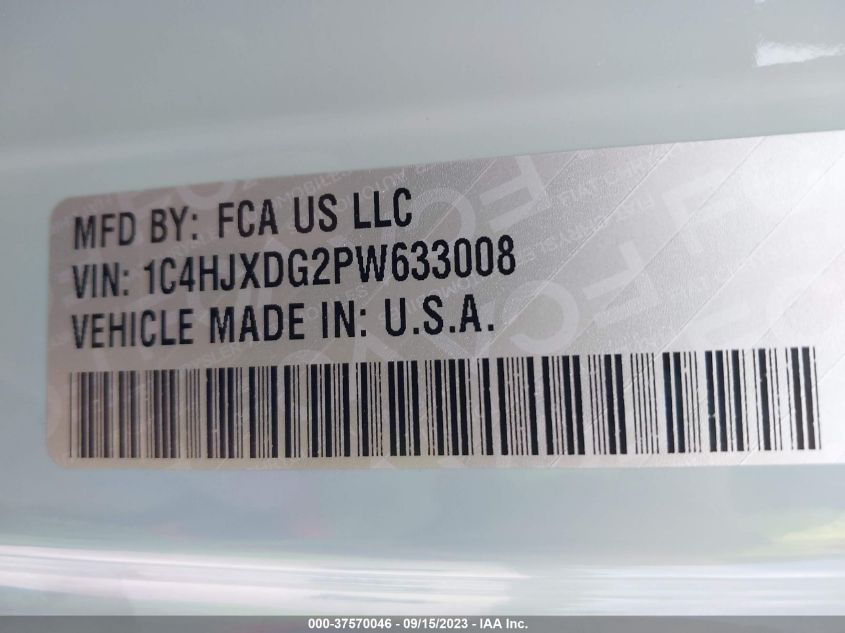 MFD BY: FCA US LLC
VIN: 1C4HJXDG2PW633008
VEHICLE MADE IN: U.S.A.
000-37570046 - 09/15/2023 - IAA Inc.